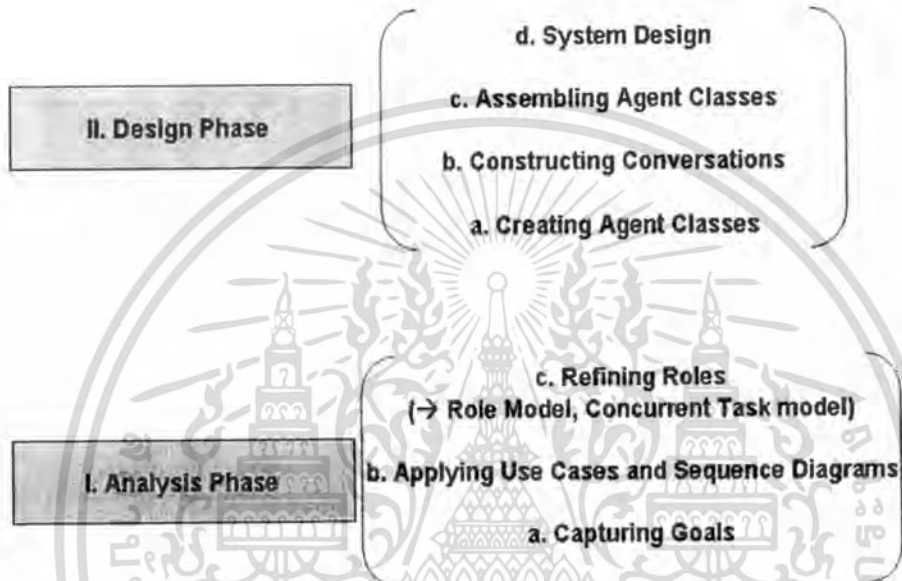 d. System Design
II. Design Phase
c. Assembling Agent Classes
b. Constructing Conversations
a. Creating Agent Classes
c. Refining Roles
(→ Role Model, Concurrent Task model)
I. Analysis Phase
b. Applying Use Cases and Sequence Diagrams
a. Capturing Goals